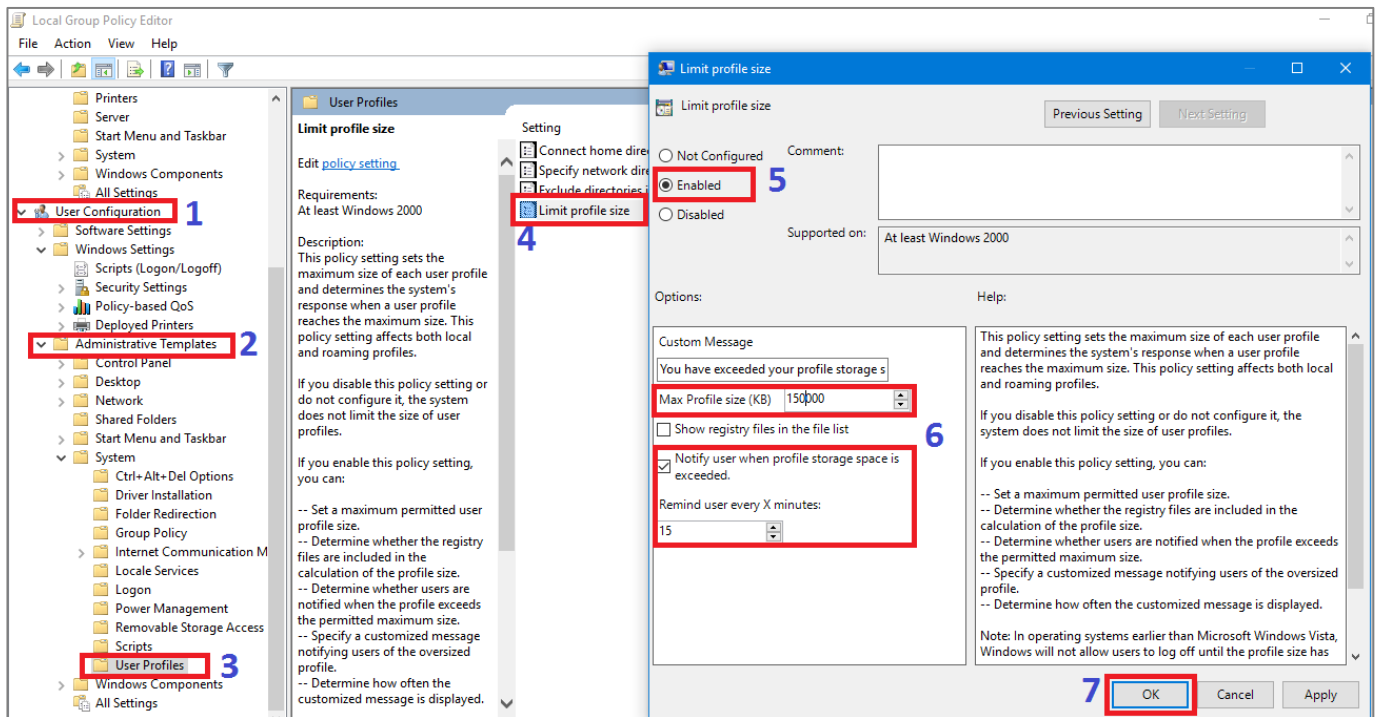 Local Group Policy Editor
File Action View Help
Printers
Server
Start Menu and Taskbar
System
Windows Components
All Settings
User Configuration 1
Software Settings
Windows Settings
Scripts (Logon/Logoff)
Security Settings
Policy-based QoS
Deployed Printers
Administrative Templates 2
Control Panel
Desktop
Network
Shared Folders
Start Menu and Taskbar
System
Ctrl+Alt+Del Options
Driver Installation
Folder Redirection
Group Policy
Internet Communication M
Locale Services
Logon
Power Management
Removable Storage Access
Scripts
User Profiles 3
Windows Components
All Settings
User Profiles
Limit profile size
Edit policy setting
Requirements:
At least Windows 2000
Description:
This policy setting sets the
maximum size of each user profile
and determines the system's
response when a user profile
reaches the maximum size. This
policy setting affects both local
and roaming profiles.
If you disable this policy setting or
do not configure it, the system
does not limit the size of user
profiles.
If you enable this policy setting,
you can:
-- Set a maximum permitted user
profile size.
-- Determine whether the registry
files are included in the
calculation of the profile size.
-- Determine whether users are
notified when the profile exceeds
the permitted maximum size.
-- Specify a customized message
notifying users of the oversized
profile.
-- Determine how often the
customized message is displayed.
Setting
Connect home dire
Specify network dire
Exclude directories i
Limit profile size
4
Limit profile size
Limit profile size
Previous Setting Next Setting
Not Configured
Enabled 5
Disabled
Comment:
Supported on: At least Windows 2000
Options:
Custom Message
You have exceeded your profile storage s
Max Profile size (KB) 150000
Show registry files in the file list
6
Notify user when profile storage space is
exceeded.
Remind user every X minutes:
15
Help:
This policy setting sets the maximum size of each user profile
and determines the system's response when a user profile
reaches the maximum size. This policy setting affects both local
and roaming profiles.
If you disable this policy setting or do not configure it, the
system does not limit the size of user profiles.
If you enable this policy setting, you can:
-- Set a maximum permitted user profile size.
-- Determine whether the registry files are included in the
calculation of the profile size.
-- Determine whether users are notified when the profile exceeds
the permitted maximum size.
-- Specify a customized message notifying users of the oversized
profile.
-- Determine how often the customized message is displayed.
Note: In operating systems earlier than Microsoft Windows Vista,
Windows will not allow users to log off until the profile size has
7 OK Cancel Apply